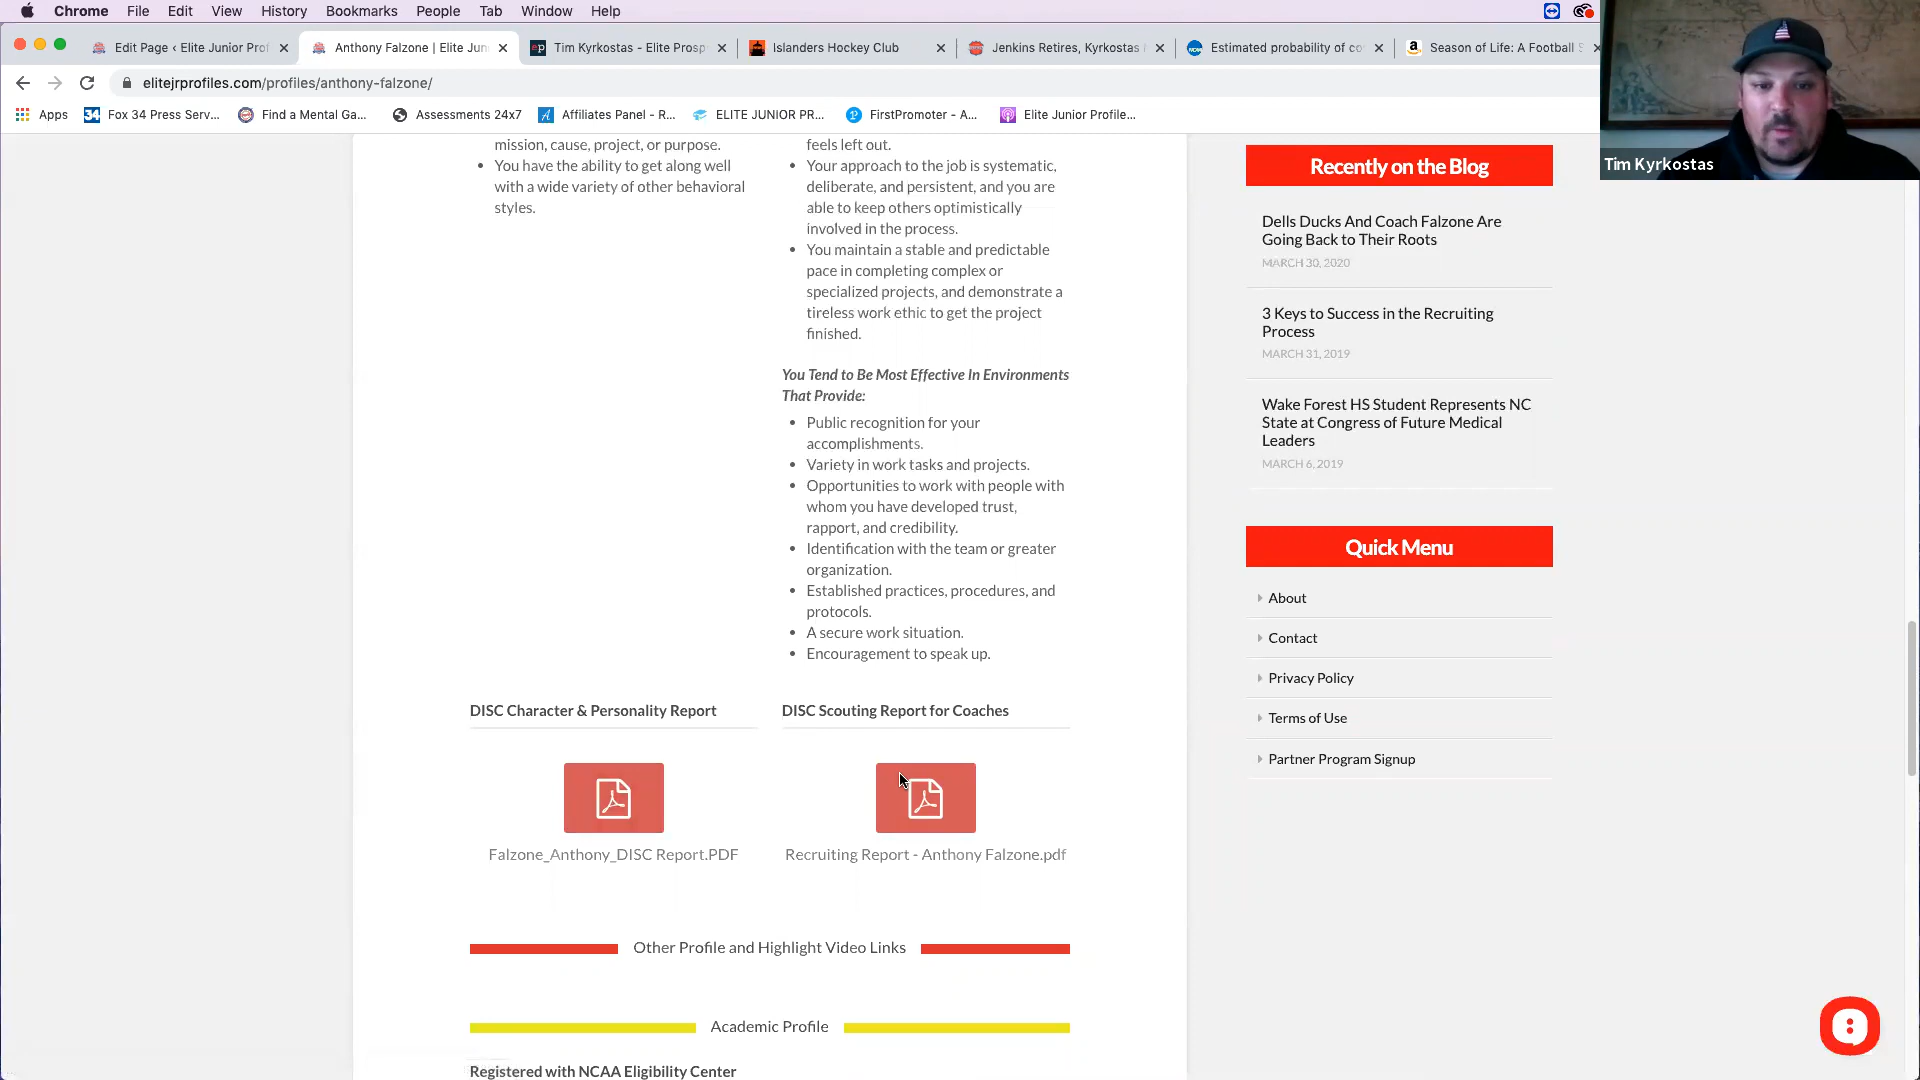 Chrome File Edit View History Bookmarks People Tab Window Help
Edit Page ‹ Elite Junior Prof
Anthony Falzone | Elite Jun
Tim Kyrkostas - Elite Prosp
Islanders Hockey Club
Jenkins Retires, Kyrkostas
Estimated probability of co
Season of Life: A Football S
elitejrprofiles.com/profiles/anthony-falzone/
Apps
34 Fox 34 Press Serv...
Find a Mental Ga...
Assessments 24x7
Affiliates Panel - R...
ELITE JUNIOR PR...
FirstPromoter - A...
Elite Junior Profile...
Tim Kyrkostas
mission, cause, project, or purpose.
• You have the ability to get along well
with a wide variety of other behavioral
styles.
feels left out.
• Your approach to the job is systematic,
deliberate, and persistent, and you are
able to keep others optimistically
involved in the process.
• You maintain a stable and predictable
pace in completing complex or
specialized projects, and demonstrate a
tireless work ethic to get the project
finished.
You Tend to Be Most Effective In Environments
That Provide:
• Public recognition for your
accomplishments.
• Variety in work tasks and projects.
• Opportunities to work with people with
whom you have developed trust,
rapport, and credibility.
• Identification with the team or greater
organization.
• Established practices, procedures, and
protocols.
• A secure work situation.
• Encouragement to speak up.
DISC Character & Personality Report
Falzone_Anthony_DISC Report.PDF
DISC Scouting Report for Coaches
Recruiting Report - Anthony Falzone.pdf
Other Profile and Highlight Video Links
Academic Profile
Registered with NCAA Eligibility Center
Recently on the Blog
Dells Ducks And Coach Falzone Are
Going Back to Their Roots
MARCH 30, 2020
3 Keys to Success in the Recruiting
Process
MARCH 31, 2019
Wake Forest HS Student Represents NC
State at Congress of Future Medical
Leaders
MARCH 6, 2019
Quick Menu
About
Contact
Privacy Policy
Terms of Use
Partner Program Signup